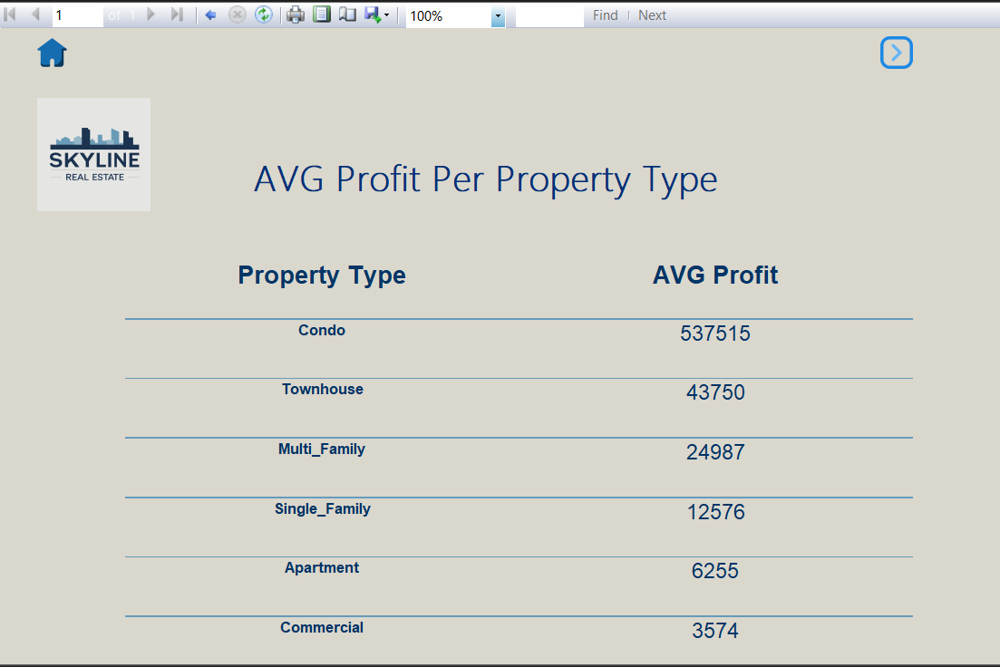 1 of 1 100% Find Next
SKYLINE
REAL ESTATE
AVG Profit Per Property Type
Property Type AVG Profit
Condo 537515
Townhouse 43750
Multi_Family 24987
Single_Family 12576
Apartment 6255
Commercial 3574